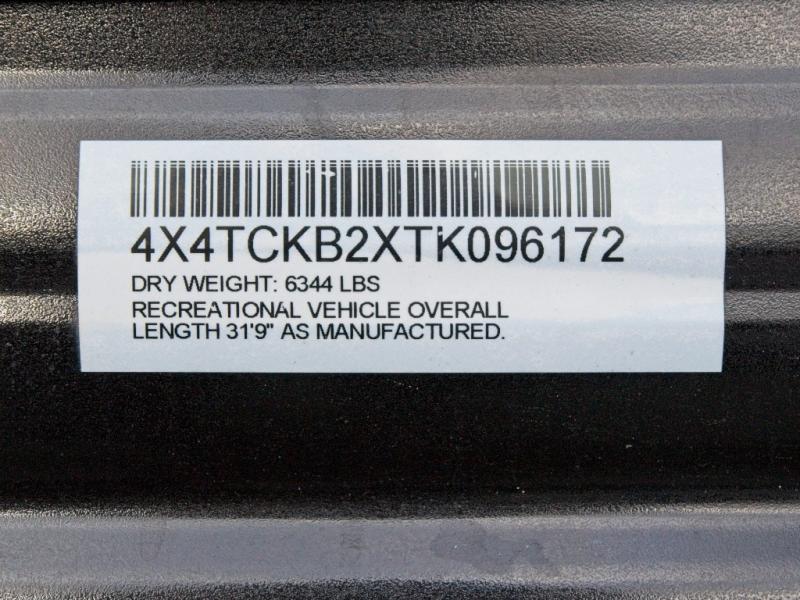 4X4TCKB2XTK096172
DRY WEIGHT: 6344 LBS
RECREATIONAL VEHICLE OVERALL
LENGTH 31'9" AS MANUFACTURED.